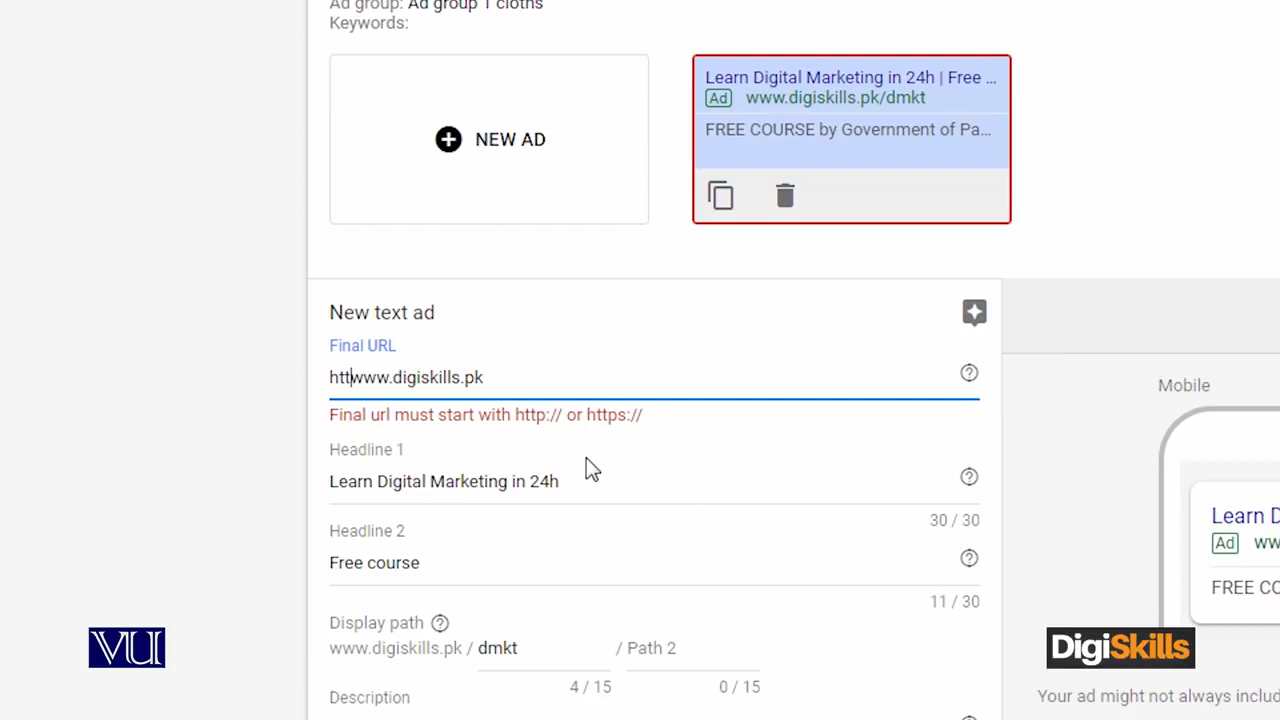 Ad group: Ad group 1 cloths
Keywords:
NEW AD
Learn Digital Marketing in 24h | Free ...
Ad www.digiskills.pk/dmkt
FREE COURSE by Government of Pa...
New text ad
Final URL
httwww.digiskills.pk
Final url must start with http:// or https://
Headline 1
Learn Digital Marketing in 24h
30 / 30
Headline 2
Free course
11 / 30
Display path
www.digiskills.pk / dmkt / Path 2
4 / 15 0 / 15
Description
Mobile
Learn D
Ad ww
FREE CO
Your ad might not always includ
VU
DigiSkills